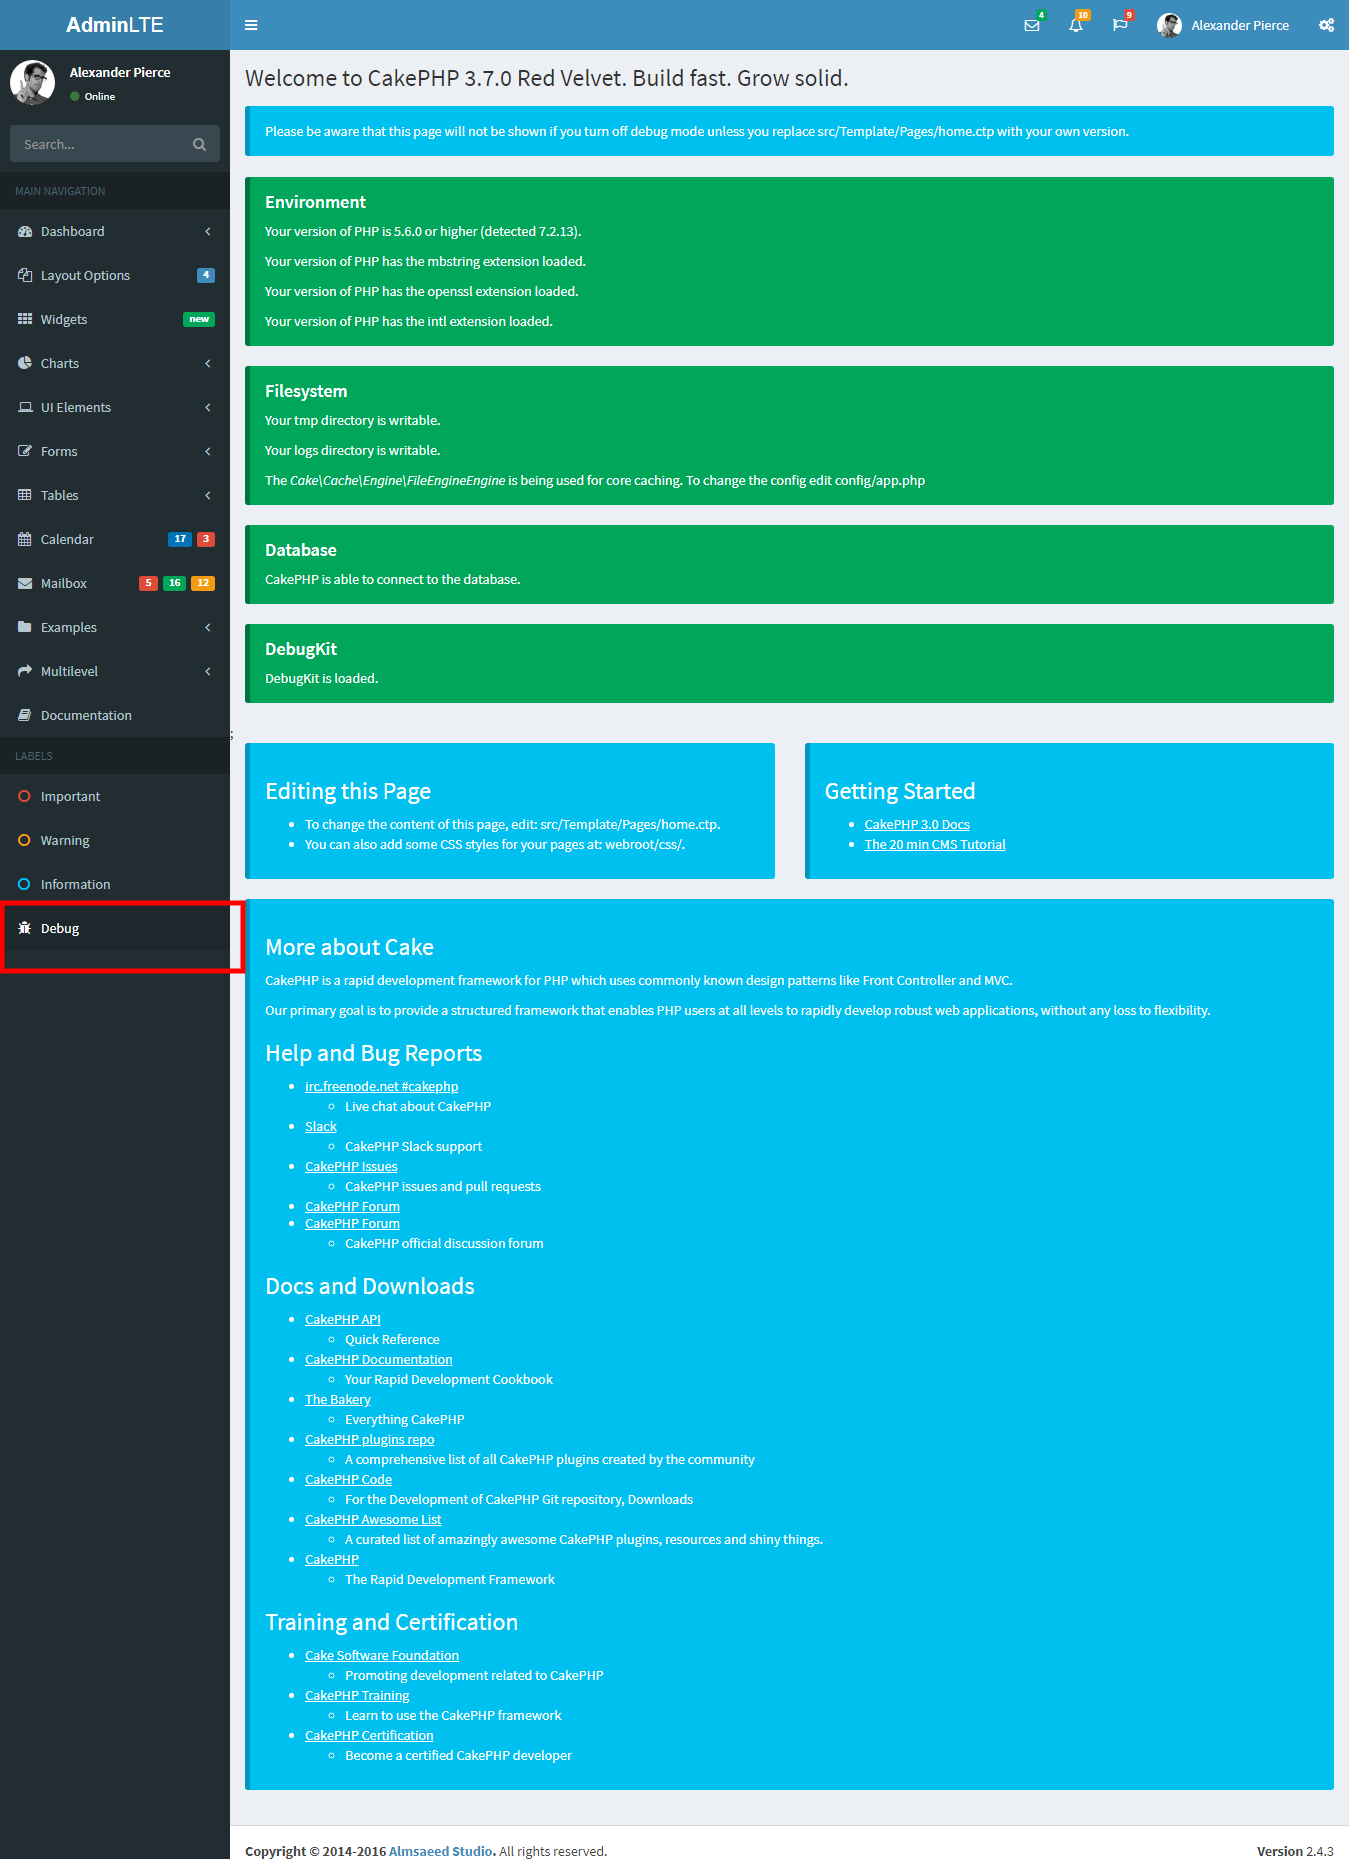 AdminLTE
4
10
9
Alexander Pierce
Alexander Pierce
Online
Search...
MAIN NAVIGATION
Dashboard
Layout Options 4
Widgets new
Charts
UI Elements
Forms
Tables
Calendar 17 3
Mailbox 5 16 12
Examples
Multilevel
Documentation
LABELS
Important
Warning
Information
Debug
Welcome to CakePHP 3.7.0 Red Velvet. Build fast. Grow solid.
Please be aware that this page will not be shown if you turn off debug mode unless you replace src/Template/Pages/home.ctp with your own version.
Environment
Your version of PHP is 5.6.0 or higher (detected 7.2.13).
Your version of PHP has the mbstring extension loaded.
Your version of PHP has the openssl extension loaded.
Your version of PHP has the intl extension loaded.
Filesystem
Your tmp directory is writable.
Your logs directory is writable.
The Cake\Cache\Engine\FileEngineEngine is being used for core caching. To change the config edit config/app.php
Database
CakePHP is able to connect to the database.
DebugKit
DebugKit is loaded.
;
Editing this Page
• To change the content of this page, edit: src/Template/Pages/home.ctp.
• You can also add some CSS styles for your pages at: webroot/css/.
Getting Started
• CakePHP 3.0 Docs
• The 20 min CMS Tutorial
More about Cake
CakePHP is a rapid development framework for PHP which uses commonly known design patterns like Front Controller and MVC.
Our primary goal is to provide a structured framework that enables PHP users at all levels to rapidly develop robust web applications, without any loss to flexibility.
Help and Bug Reports
• irc.freenode.net #cakephp
◦ Live chat about CakePHP
• Slack
◦ CakePHP Slack support
• CakePHP Issues
◦ CakePHP issues and pull requests
• CakePHP Forum
• CakePHP Forum
◦ CakePHP official discussion forum
Docs and Downloads
• CakePHP API
◦ Quick Reference
• CakePHP Documentation
◦ Your Rapid Development Cookbook
• The Bakery
◦ Everything CakePHP
• CakePHP plugins repo
◦ A comprehensive list of all CakePHP plugins created by the community
• CakePHP Code
◦ For the Development of CakePHP Git repository, Downloads
• CakePHP Awesome List
◦ A curated list of amazingly awesome CakePHP plugins, resources and shiny things.
• CakePHP
◦ The Rapid Development Framework
Training and Certification
• Cake Software Foundation
◦ Promoting development related to CakePHP
• CakePHP Training
◦ Learn to use the CakePHP framework
• CakePHP Certification
◦ Become a certified CakePHP developer
Copyright © 2014-2016 Almsaeed Studio. All rights reserved.
Version 2.4.3